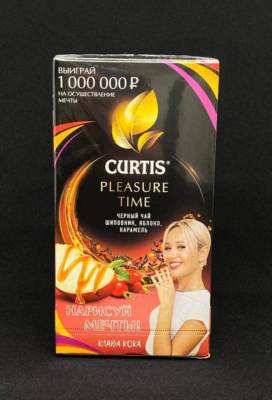 ВЫИГРАЙ
1 000 000 ₽
НА ОСУЩЕСТВЛЕНИЕ
МЕЧТЫ
CURTIS®
PLEASURE
TIME
ЧЕРНЫЙ ЧАЙ
ШИПОВНИК, ЯБЛОКО,
КАРАМЕЛЬ
НАРИСУЙ
МЕЧТЫ!
КЛАВА КОКА